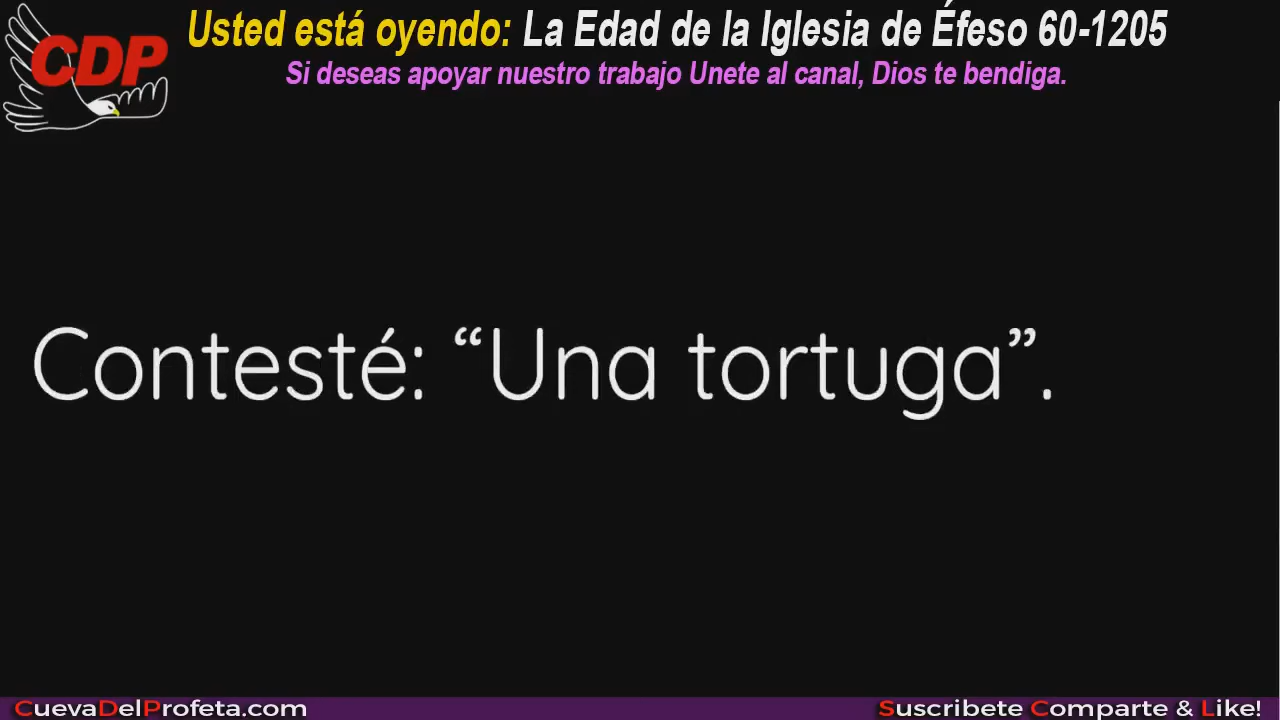 CDP
Usted está oyendo: La Edad de la Iglesia de Éfeso 60-1205
Si deseas apoyar nuestro trabajo Unete al canal, Dios te bendiga.
Contesté: “Una tortuga”.
CuevaDelProfeta.com
Suscribete Comparte & Like!